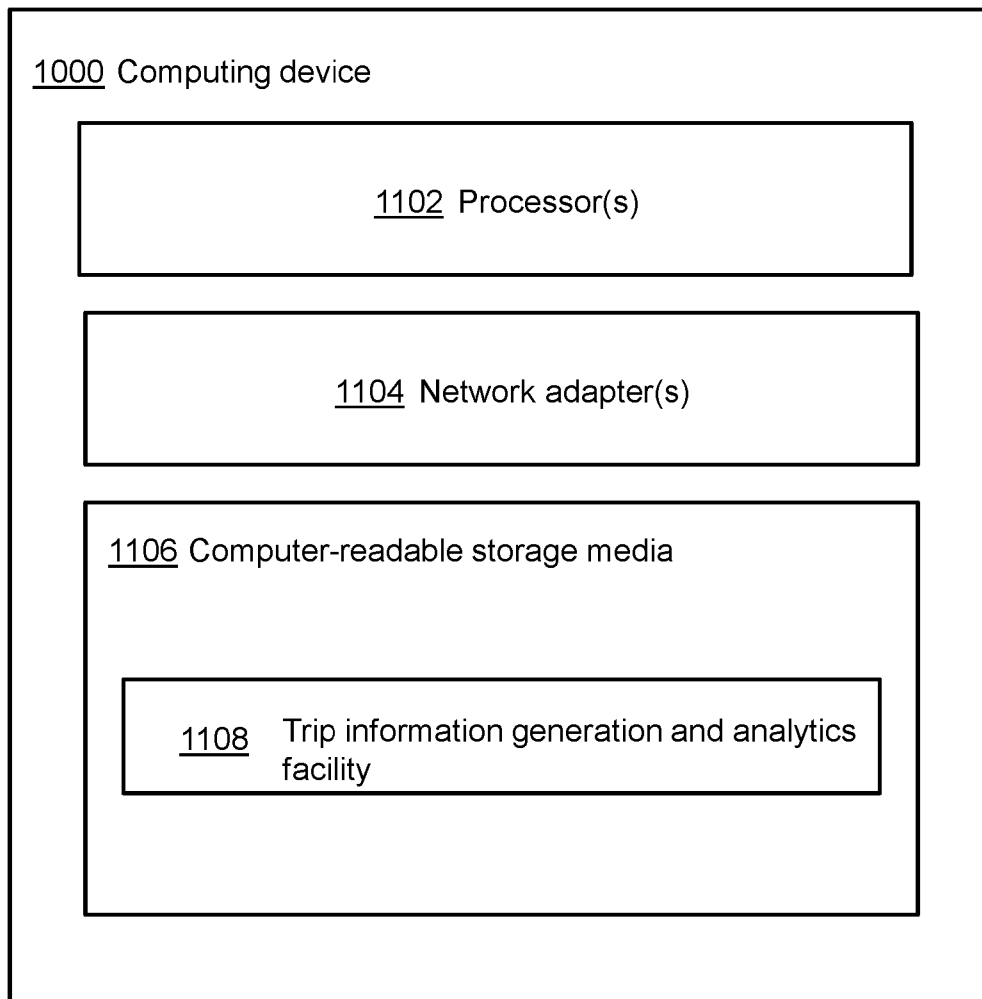 1000 Computing device
1102 Processor(s)
1104 Network adapter(s)
1106 Computer-readable storage media
1108 Trip information generation and analytics
facility